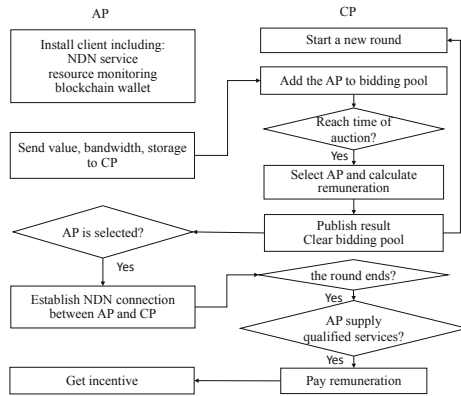 AP
CP
Install client including:
NDN service
resource monitoring
blockchain wallet
Start a new round
Add the AP to bidding pool
Reach time of
auction?
Send value, bandwidth, storage
to CP
Yes
Select AP and calculate
remuneration
AP is selected?
Publish result
Clear bidding pool
Yes
the round ends?
Establish NDN connection
between AP and CP
Yes
AP supply
qualified services?
Yes
Get incentive
Pay remuneration